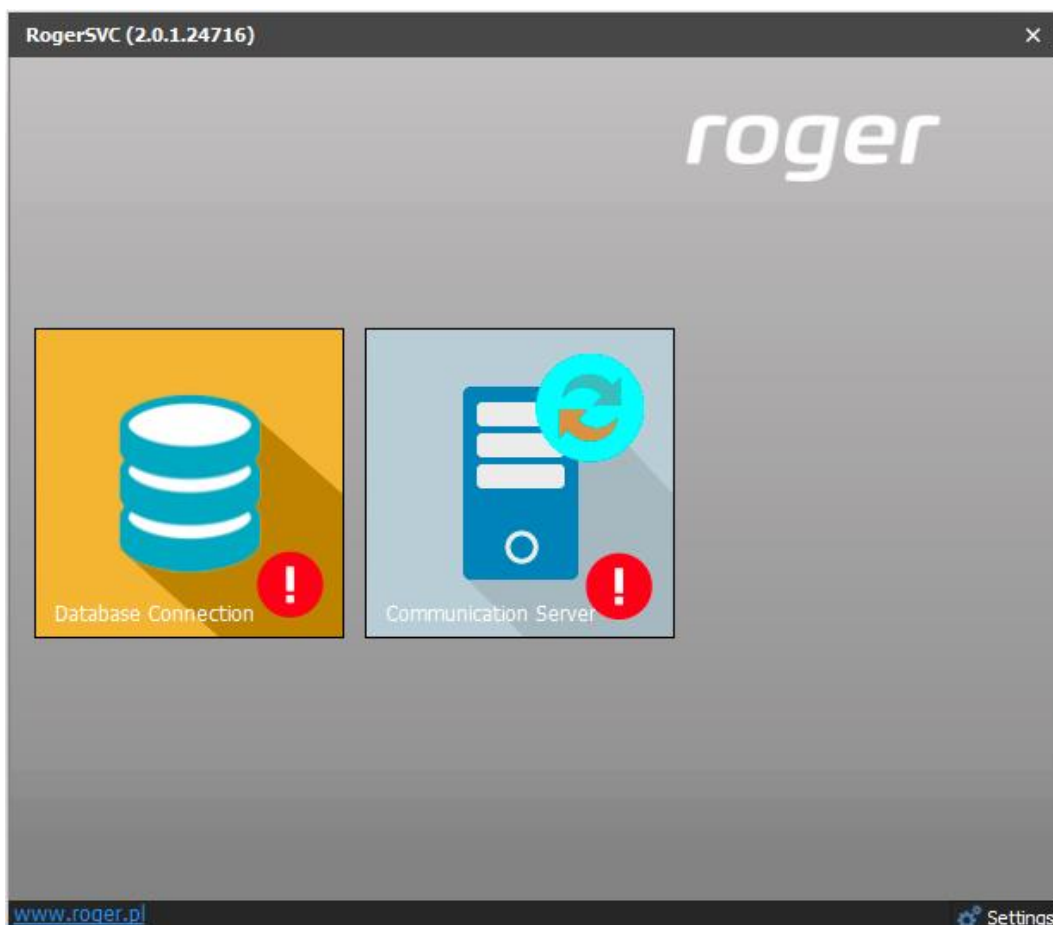 RogerSVC (2.0.1.24716)
roger
Database Connection
Communication Server
www.roger.pl
Settings